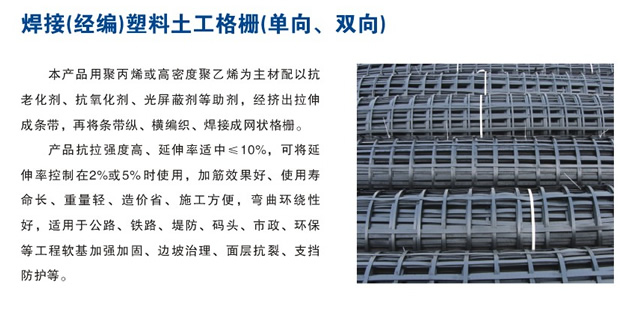 焊接(经编)塑料土工格栅(单向、双向)
本产品用聚丙烯或高密度聚乙烯为主材配以抗
老化剂、抗氧化剂、光屏蔽剂等助剂，经挤出拉伸
成条带，再将条带纵、横编织、焊接成网状格栅。
产品抗拉强度高、延伸率适中≤10%，可将延
伸率控制在2%或5%时使用，加筋效果好、使用寿
命长、重量轻、造价省、施工方便，弯曲环绕性
好，适用于公路、铁路、堤防、码头、市政、环保
等工程软基加强加固、边坡治理、面层抗裂、支挡
防护等。